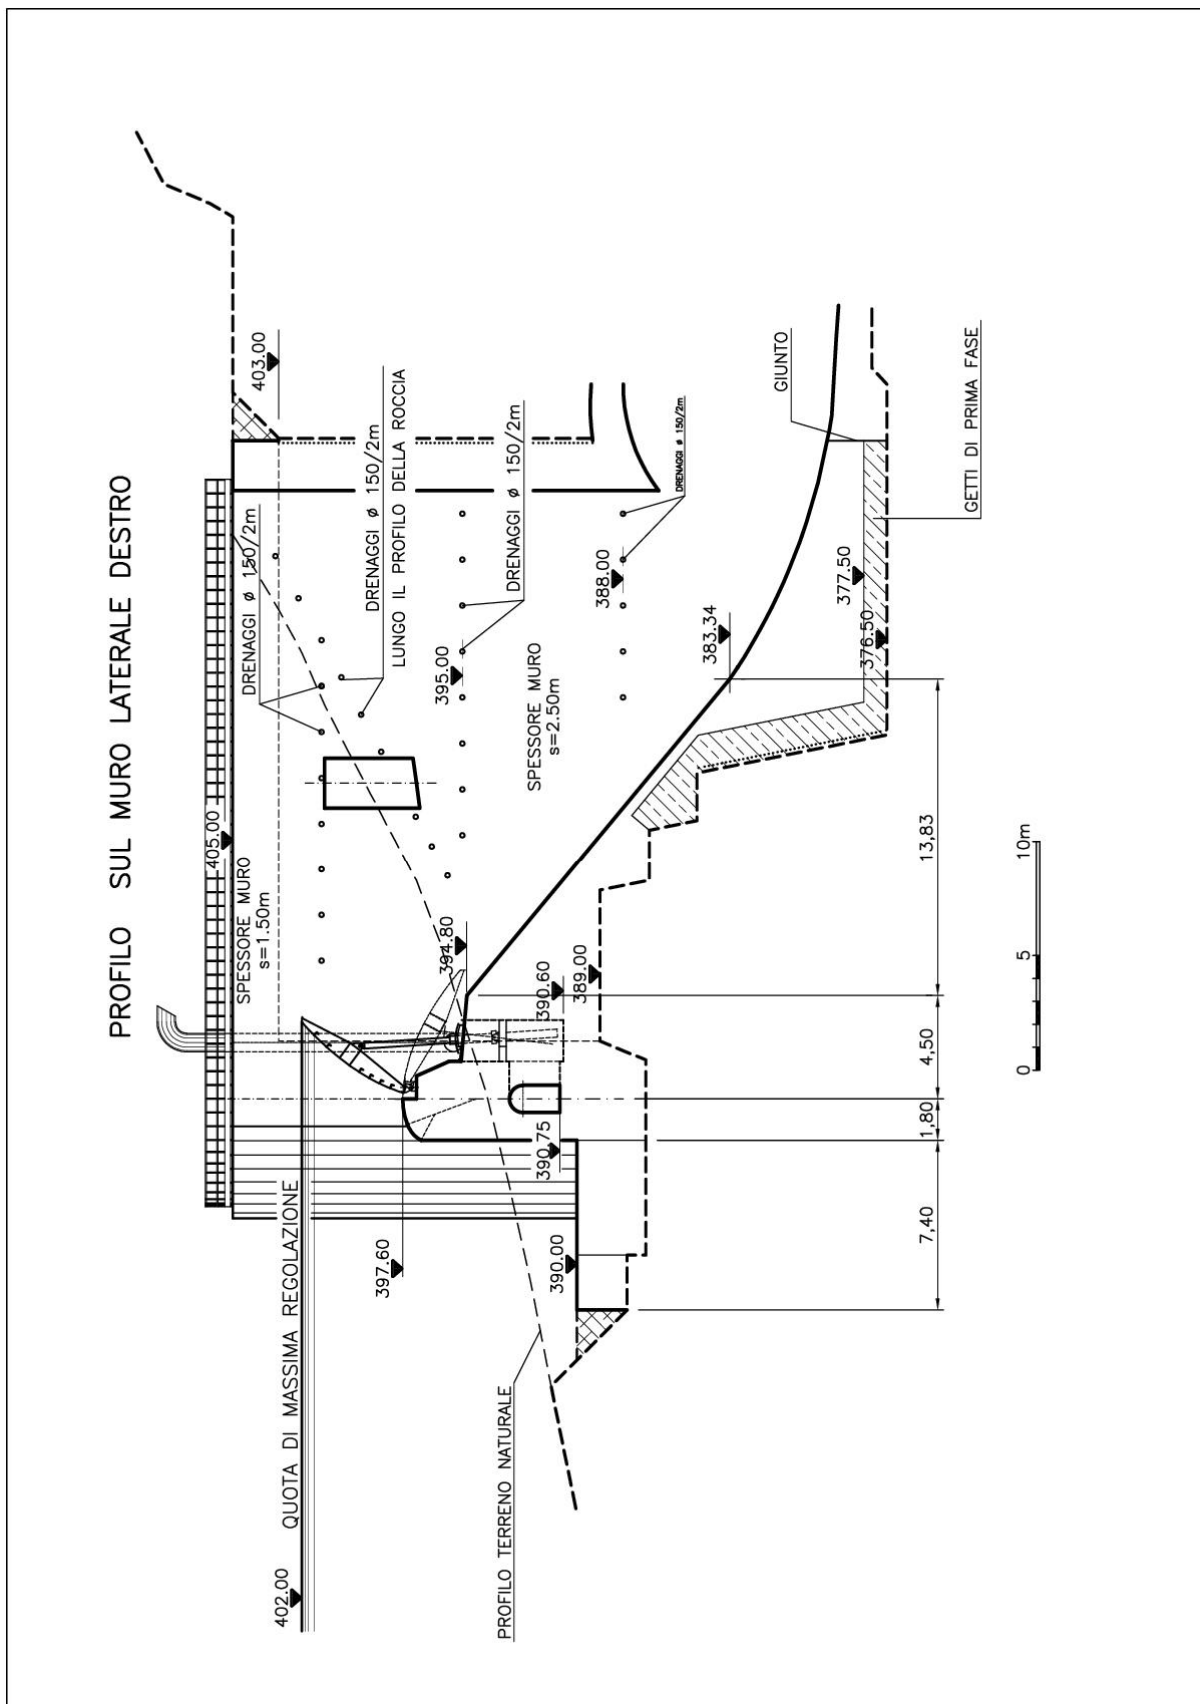 PROFILO SUL MURO LATERALE DESTRO
405.00
SPESSORE MURO
s=1.50m
DRENAGGI ø 150/2m
403.00
402.00
QUOTA DI MASSIMA REGOLAZIONE
DRENAGGI ø 150/2m
LUNGO IL PROFILO DELLA ROCCIA
397.60
394.80
395.00
DRENAGGI ø 150/2m
PROFILO TERRENO NATURALE
390.75
390.00
390.60
389.00
SPESSORE MURO
s=2.50m
388.00
DRENAGGI ø 150/2m
383.34
GIUNTO
377.50
376.50
GETTI DI PRIMA FASE
7,40
1,80
4,50
13,83
0
5
10m